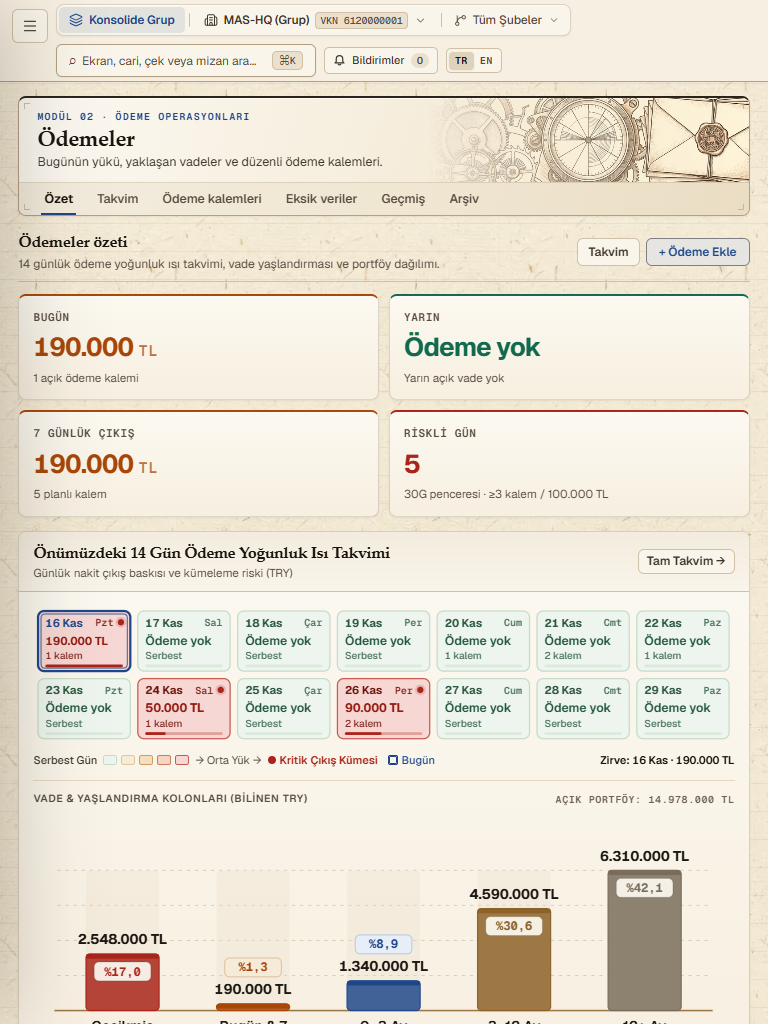 Konsolide Grup
MAS-HQ (Grup) VKN 6120000001
Tüm Şubeler
Ekran, cari, çek veya mizan ara… ⌘K
Bildirimler 0
TR EN
MODÜL 02 · ÖDEME OPERASYONLARI
Ödemeler
Bugünün yükü, yaklaşan vadeler ve düzenli ödeme kalemleri.
Özet Takvim Ödeme kalemleri Eksik veriler Geçmiş Arşiv
Ödemeler özeti
14 günlük ödeme yoğunluk ısı takvimi, vade yaşlandırması ve portföy dağılımı.
Takvim
+ Ödeme Ekle
BUGÜN
190.000 TL
1 açık ödeme kalemi
YARIN
Ödeme yok
Yarın açık vade yok
7 GÜNLÜK ÇIKIŞ
190.000 TL
5 planlı kalem
RİSKLİ GÜN
5
30G penceresi · ≥3 kalem / 100.000 TL
Önümüzdeki 14 Gün Ödeme Yoğunluk Isı Takvimi
Günlük nakit çıkış baskısı ve kümeleme riski (TRY)
Tam Takvim →
16 Kas Pzt
190.000 TL
1 kalem
17 Kas Sal
Ödeme yok
Serbest
18 Kas Çar
Ödeme yok
Serbest
19 Kas Per
Ödeme yok
Serbest
20 Kas Cum
Ödeme yok
1 kalem
21 Kas Cmt
Ödeme yok
2 kalem
22 Kas Paz
Ödeme yok
1 kalem
23 Kas Pzt
Ödeme yok
Serbest
24 Kas Sal
50.000 TL
1 kalem
25 Kas Çar
Ödeme yok
Serbest
26 Kas Per
90.000 TL
2 kalem
27 Kas Cum
Ödeme yok
Serbest
28 Kas Cmt
Ödeme yok
Serbest
29 Kas Paz
Ödeme yok
Serbest
Serbest Gün → Orta Yük → Kritik Çıkış Kümesi Bugün
Zirve: 16 Kas · 190.000 TL
VADE & YAŞLANDIRMA KOLONLARI (BİLİNEN TRY)
AÇIK PORTFÖY: 14.978.000 TL
2.548.000 TL
%17,0
%1,3
190.000 TL
%8,9
1.340.000 TL
4.590.000 TL
%30,6
6.310.000 TL
%42,1